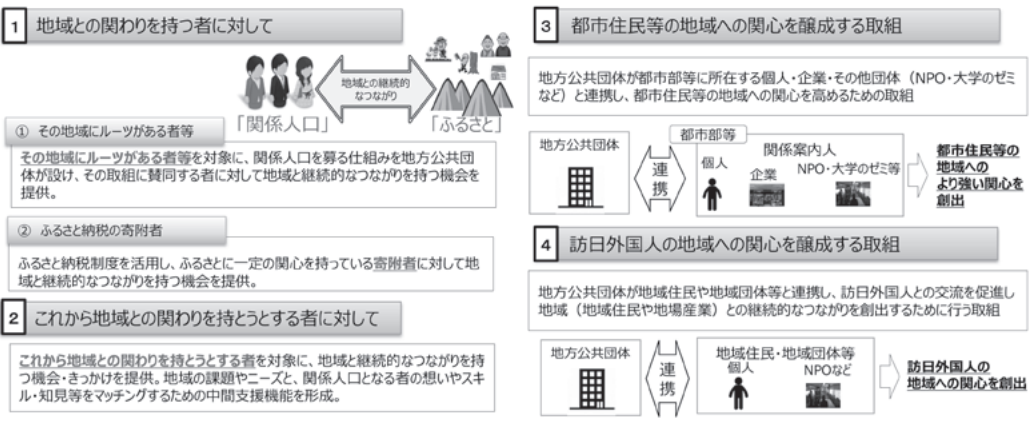 1 地域との関わりを持つ者に対して
地域との継続的
なつながり
「関係人口」
「ふるさと」
① その地域にルーツがある者等
その地域にルーツがある者等を対象に、関係人口を募る仕組みを地方公共団
体が設け、その取組に賛同する者に対して地域と継続的なつながりを持つ機会を
提供。
② ふるさと納税の寄附者
ふるさと納税制度を活用し、ふるさとに一定の関心を持っている寄附者に対して地
域と継続的なつながりを持つ機会を提供。
2 これから地域との関わりを持とうとする者に対して
これから地域との関わりを持とうとする者を対象に、地域と継続的なつながりを持
つ機会・きっかけを提供。地域の課題やニーズと、関係人口となる者の想いやスキ
ル・知見等をマッチングするための中間支援機能を形成。
3 都市住民等の地域への関心を醸成する取組
地方公共団体が都市部等に所在する個人・企業・その他団体（NPO・大学のゼミ
など）と連携し、都市住民等の地域への関心を高めるための取組
地方公共団体
連携
都市部等
関係案内人
個人
企業
NPO・大学のゼミ等
都市住民等の
地域への
より強い関心を
創出
4 訪日外国人の地域への関心を醸成する取組
地方公共団体が地域住民や地域団体等と連携し、訪日外国人との交流を促進し
地域（地域住民や地場産業）との継続的なつながりを創出するために行う取組
地方公共団体
連携
地域住民・地域団体等
個人
NPOなど
訪日外国人の
地域への関心を創出